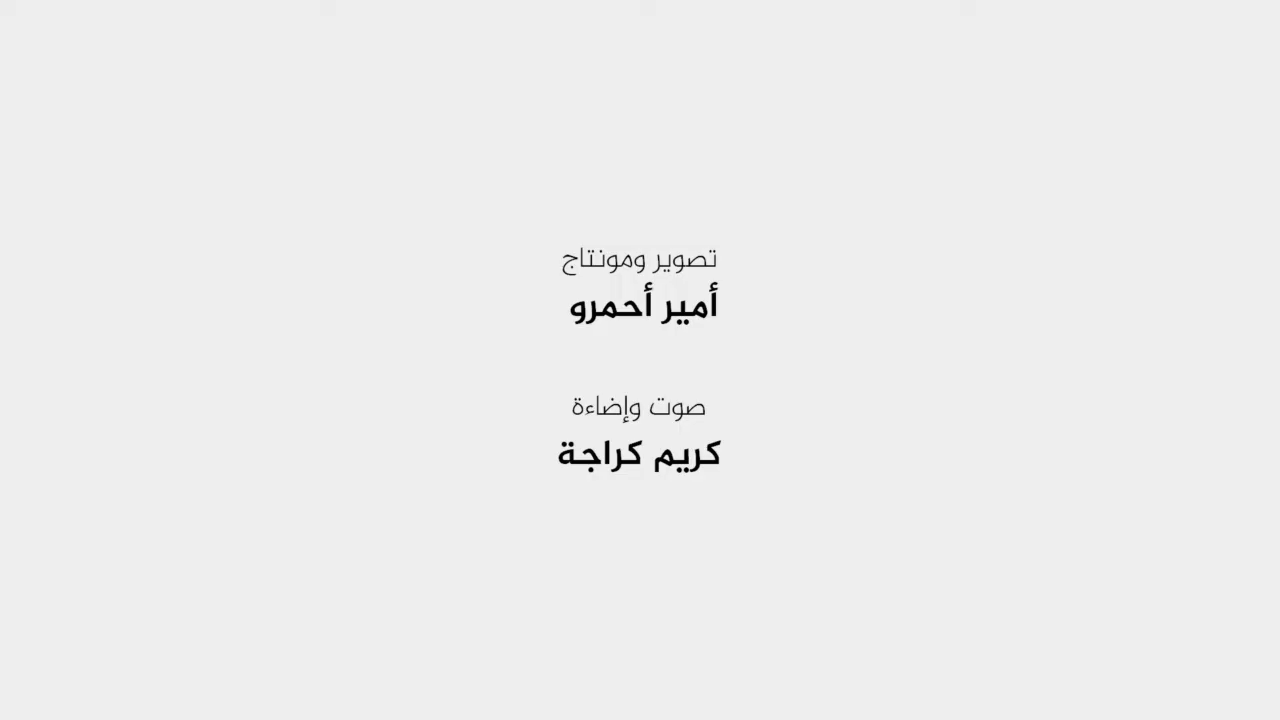 تصوير ومونتاج
أمير أحمرو
صوت وإضاءة
كريم كراجة